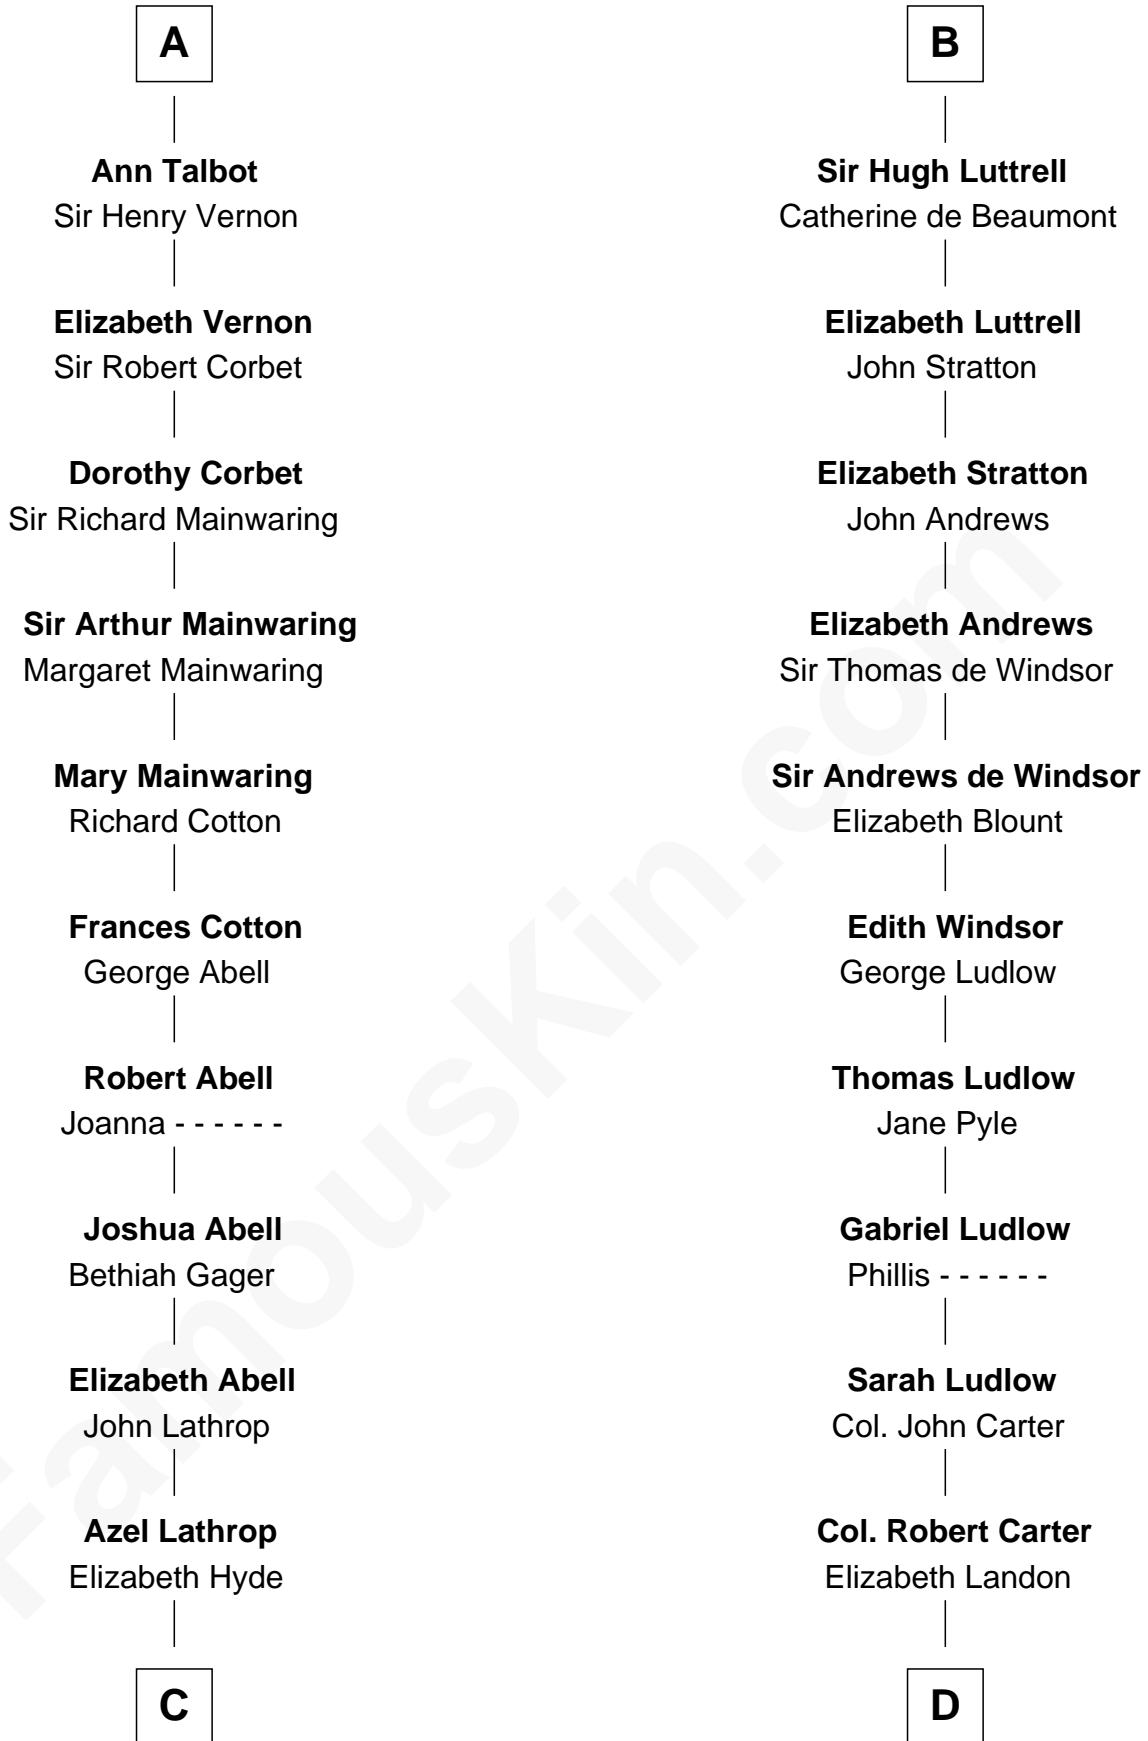 A
Ann Talbot
Sir Henry Vernon
Elizabeth Vernon
Sir Robert Corbet
Dorothy Corbet
Sir Richard Mainwaring
Sir Arthur Mainwaring
Margaret Mainwaring
Mary Mainwaring
Richard Cotton
Frances Cotton
George Abell
Robert Abell
Joanna - - - - - -
Joshua Abell
Bethiah Gager
Elizabeth Abell
John Lathrop
Azel Lathrop
Elizabeth Hyde
C
B
Sir Hugh Luttrell
Catherine de Beaumont
Elizabeth Luttrell
John Stratton
Elizabeth Stratton
John Andrews
Elizabeth Andrews
Sir Thomas de Windsor
Sir Andrews de Windsor
Elizabeth Blount
Edith Windsor
George Ludlow
Thomas Ludlow
Jane Pyle
Gabriel Ludlow
Phillis - - - - - -
Sarah Ludlow
Col. John Carter
Col. Robert Carter
Elizabeth Landon
D
FamousKin.com